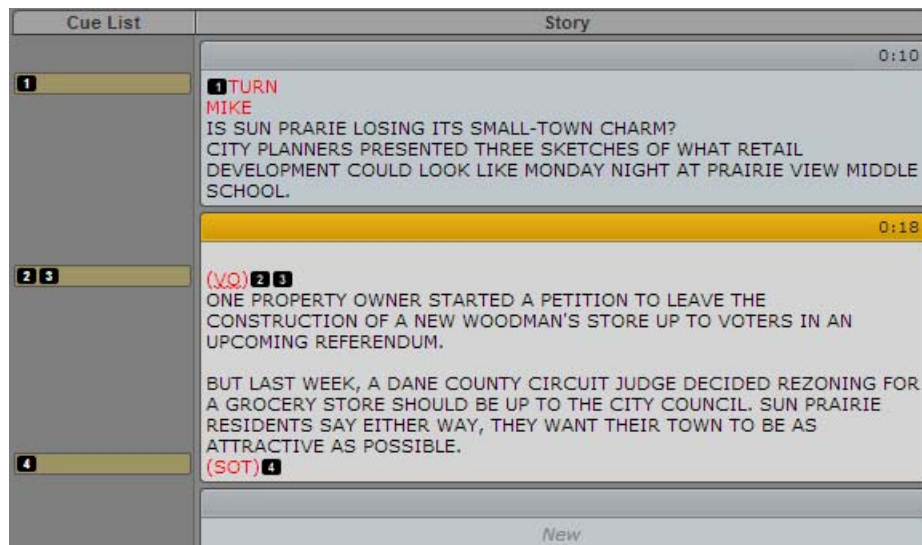 Cue List Story
0:10
1
1 TURN
MIKE
IS SUN PRARIE LOSING ITS SMALL-TOWN CHARM?
CITY PLANNERS PRESENTED THREE SKETCHES OF WHAT RETAIL
DEVELOPMENT COULD LOOK LIKE MONDAY NIGHT AT PRAIRIE VIEW MIDDLE
SCHOOL.
0:18
2 3
(VO) 2 3
ONE PROPERTY OWNER STARTED A PETITION TO LEAVE THE
CONSTRUCTION OF A NEW WOODMAN'S STORE UP TO VOTERS IN AN
UPCOMING REFERENDUM.
BUT LAST WEEK, A DANE COUNTY CIRCUIT JUDGE DECIDED REZONING FOR
A GROCERY STORE SHOULD BE UP TO THE CITY COUNCIL. SUN PRAIRIE
RESIDENTS SAY EITHER WAY, THEY WANT THEIR TOWN TO BE AS
ATTRACTIVE AS POSSIBLE.
4
(SOT) 4
New